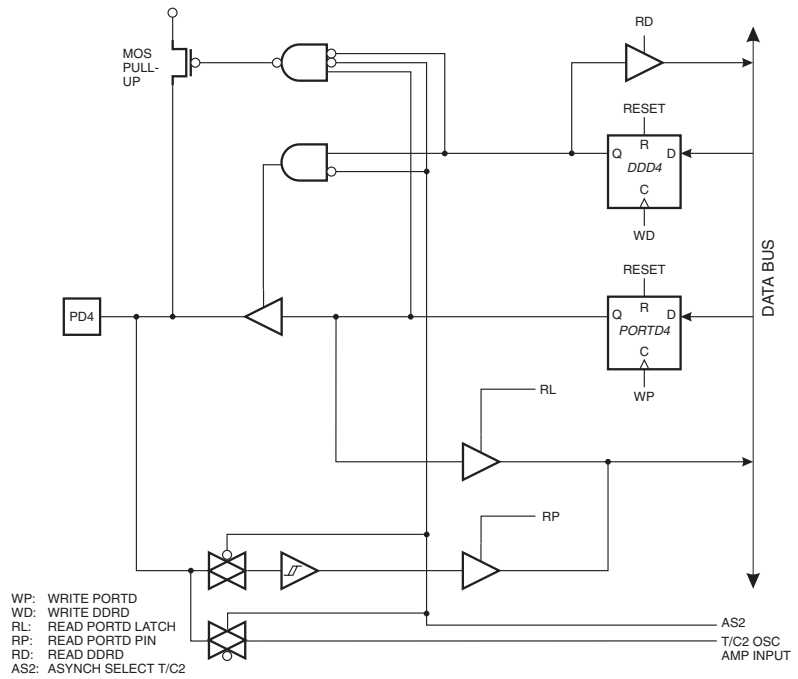 RD
MOS
PULL-
UP
RESET
R
Q
D
DDD4
C
WD
RESET
DATA BUS
R
PD4
Q
D
PORTD4
C
WP
RL
RP
WP: WRITE PORTD
WD: WRITE DDRD
RL: READ PORTD LATCH
RP: READ PORTD PIN
RD: READ DDRD
AS2: ASYNCH SELECT T/C2
AS2
T/C2 OSC
AMP INPUT